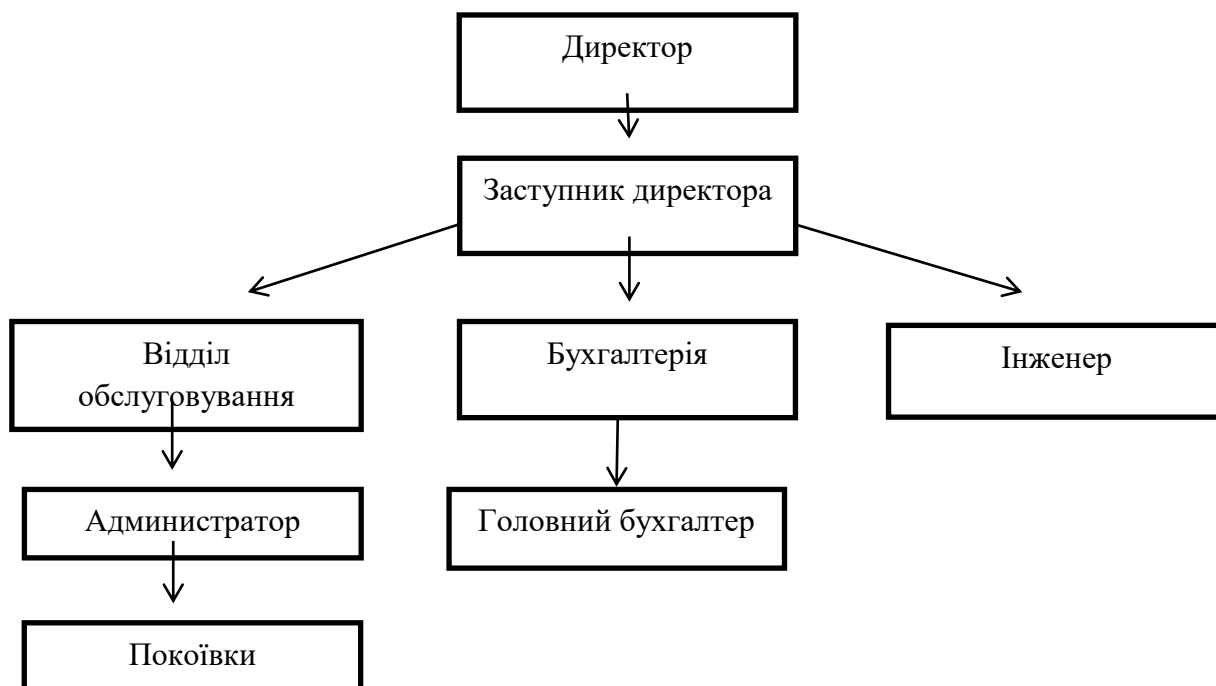 Директор
Заступник директора
Відділ
обслуговування
Бухгалтерія
Інженер
Администратор
Головний бухгалтер
Покоївки